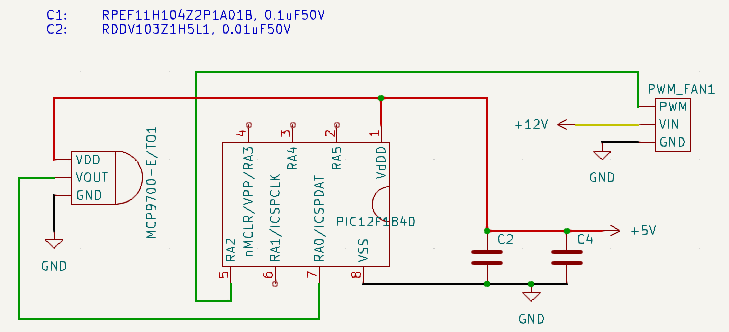 C1: RPEF11H104Z2P1A01B, 0.1uF50V
C2: RDDV103Z1H5L1, 0.01uF50V
PWM_FAN1
PWM
VIN
GND
+12V
GND
MCP9700-E/TO1
VDD
VOUT
GND
GND
4
3
2
1
nMCLR/VPP/RA3
RA4
RA5
VdDD
PIC12F1840
RA2
RA1/ICSPCLK
RA0/ICSPDAT
VSS
5
6
7
8
C2
C4
+5V
GND